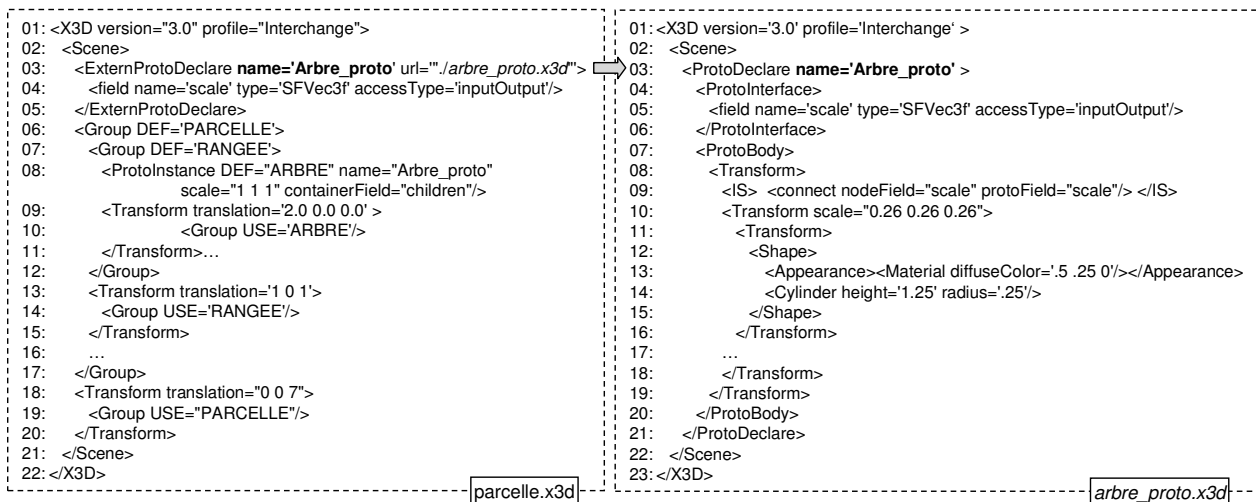 01: <X3D version="3.0" profile="Interchange">
02: <Scene>
03: <ExternProtoDeclare name='Arbre_proto' url='"./arbre_proto.x3d"'>
04: <field name='scale' type='SFVec3f' accessType='inputOutput'/>
05: </ExternProtoDeclare>
06: <Group DEF='PARCELLE'>
07: <Group DEF='RANGEE'>
08: <ProtoInstance DEF="ARBRE" name="Arbre_proto"
scale="1 1 1" containerField="children"/>
09: <Transform translation='2.0 0.0 0.0' >
10: <Group USE='ARBRE'/>
11: </Transform>…
12: </Group>
13: <Transform translation='1 0 1'>
14: <Group USE='RANGEE'/>
15: </Transform>
16: …
17: </Group>
18: <Transform translation="0 0 7">
19: <Group USE="PARCELLE"/>
20: </Transform>
21: </Scene>
22: </X3D>
parcelle.x3d
01: <X3D version='3.0' profile='Interchange‘ >
02: <Scene>
03: <ProtoDeclare name='Arbre_proto' >
04: <ProtoInterface>
05: <field name='scale' type='SFVec3f' accessType='inputOutput'/>
06: </ProtoInterface>
07: <ProtoBody>
08: <Transform>
09: <IS> <connect nodeField="scale" protoField="scale"/> </IS>
10: <Transform scale="0.26 0.26 0.26">
11: <Transform>
12: <Shape>
13: <Appearance><Material diffuseColor='.5 .25 0'/></Appearance>
14: <Cylinder height='1.25' radius='.25'/>
15: </Shape>
16: </Transform>
17: …
18: </Transform>
19: </Transform>
20: </ProtoBody>
21: </ProtoDeclare>
22: </Scene>
23: </X3D>
arbre_proto.x3d